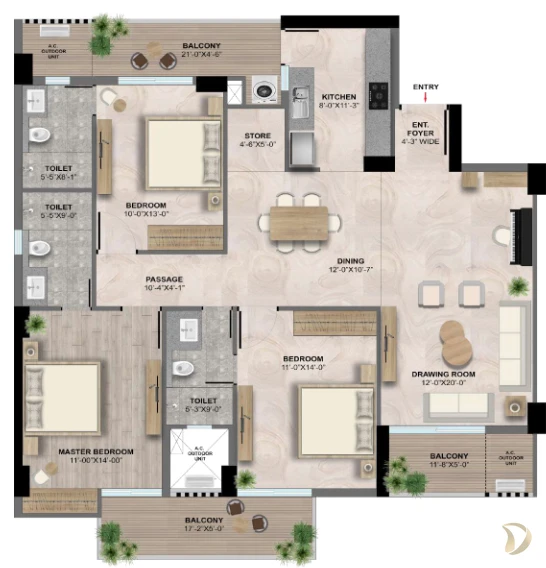 A.C.
OUTDOOR
UNIT
BALCONY
21'-0"X4'-6"
KITCHEN
8'-0"X11'-3"
ENTRY
ENT.
FOYER
4'-3" WIDE
STORE
4'-6"X5'-0"
TOILET
5'-5"X8'-1"
BEDROOM
10'-0"X13'-0"
TOILET
5'-5"X9'-0"
DINING
12'-0"X10'-7"
PASSAGE
10'-4"X4'-1"
BEDROOM
11'-0"X14'-0"
DRAWING ROOM
12'-0"X20'-0"
TOILET
5'-3"X9'-0"
MASTER BEDROOM
11'-00"X14'-00"
A.C.
OUTDOOR
UNIT
BALCONY
11'-8"X5'-0"
A.C.
OUTDOOR
UNIT
BALCONY
17'-2"X5'-0"